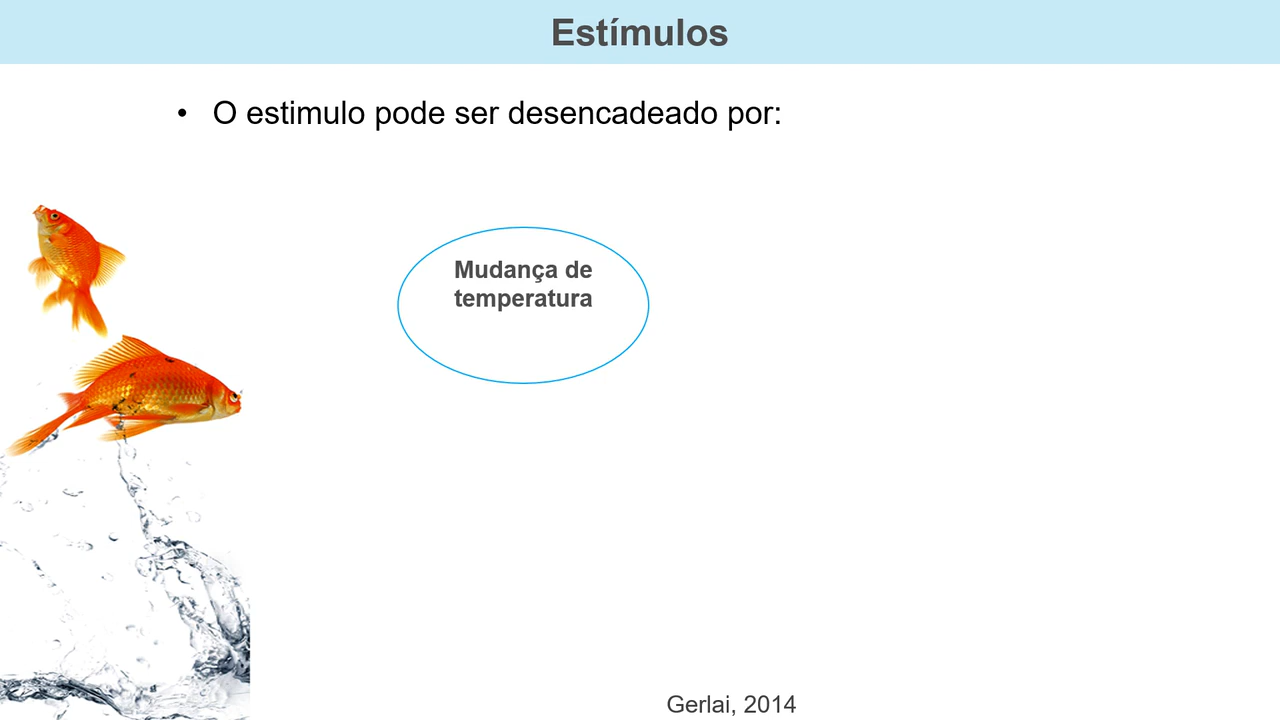 Estímulos
• O estimulo pode ser desencadeado por:
Mudança de
temperatura
Gerlai, 2014